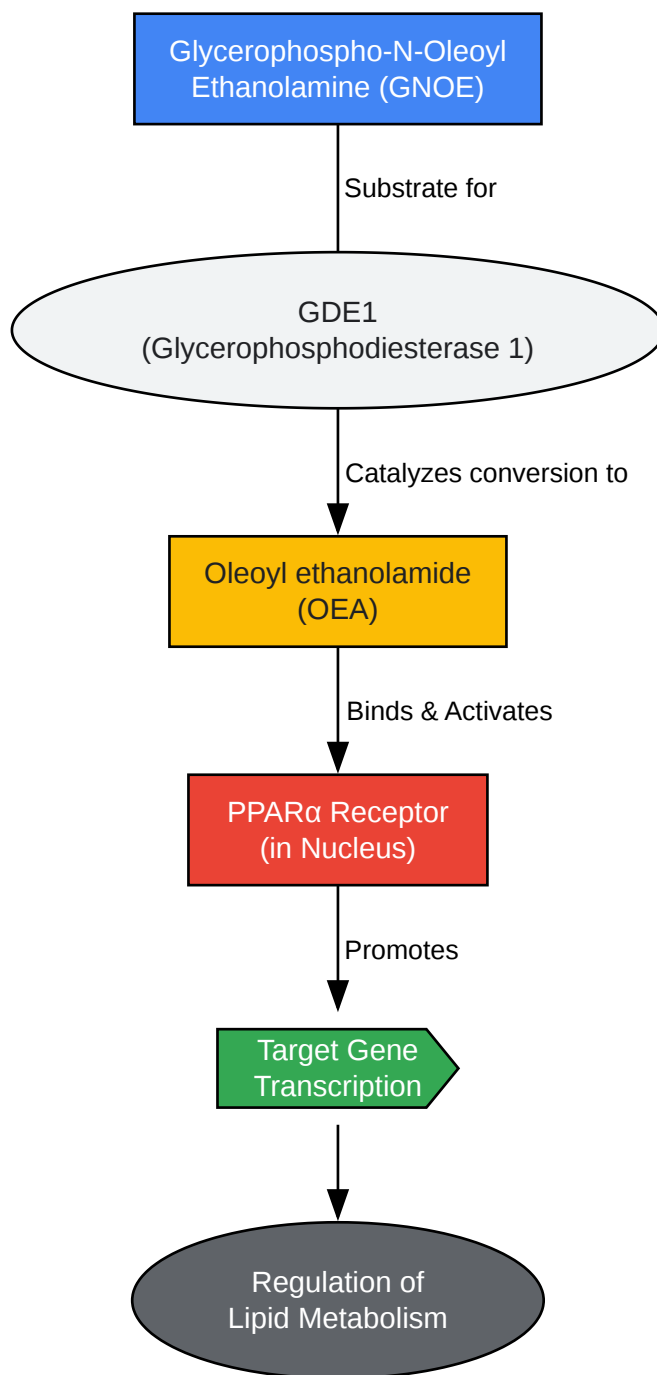 Glycerophospho-N-Oleoyl
Ethanolamine (GNOE)
Substrate for
GDE1
(Glycerophosphodiesterase 1)
Catalyzes conversion to
Oleoyl ethanolamide
(OEA)
Binds & Activates
PPARα Receptor
(in Nucleus)
Promotes
Target Gene
Transcription
Regulation of
Lipid Metabolism